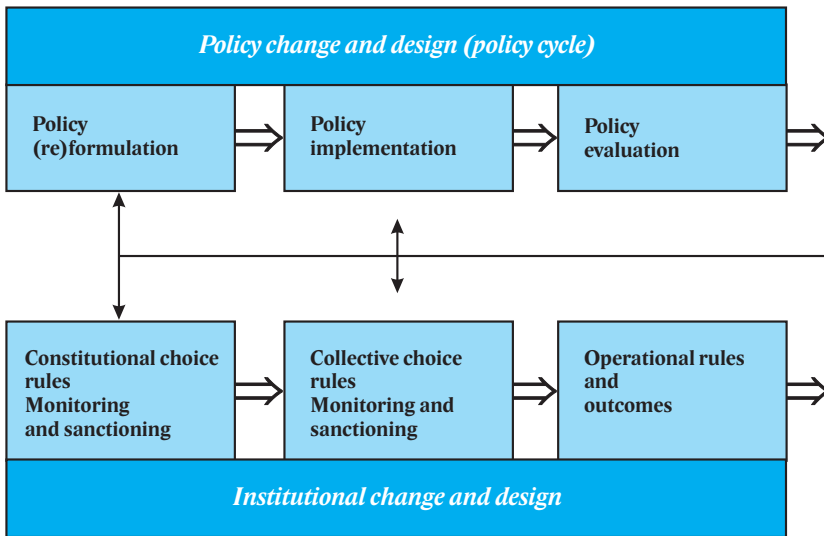 Policy change and design (policy cycle)
Policy
(re)formulation
Policy
implementation
Policy
evaluation
Constitutional choice
rules
Monitoring
and sanctioning
Collective choice
rules
Monitoring and
sanctioning
Operational rules
and
outcomes
Institutional change and design